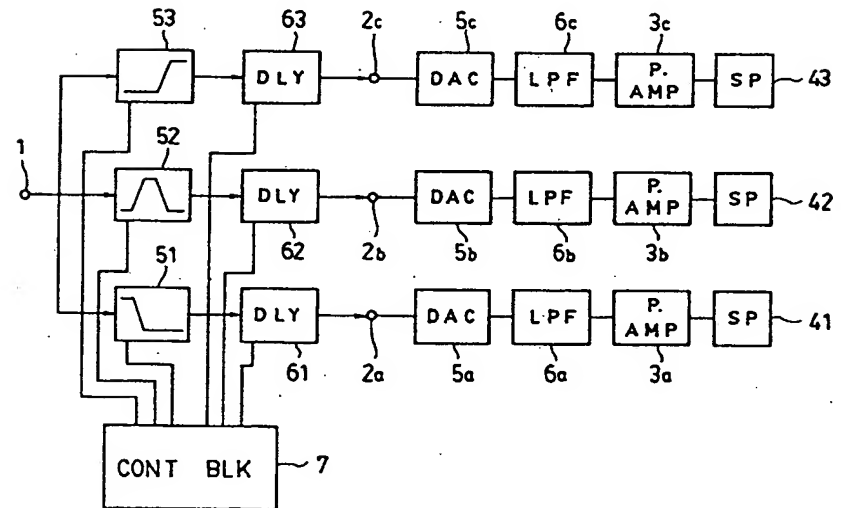 53 63 2c 5c 6c 3c
DLY DAC LPF P. AMP SP 43
1 52
DLY DAC LPF P. AMP SP 42
62 2b 5b 6b 3b
51
DLY DAC LPF P. AMP SP 41
61 2a 5a 6a 3a
CONT BLK 7